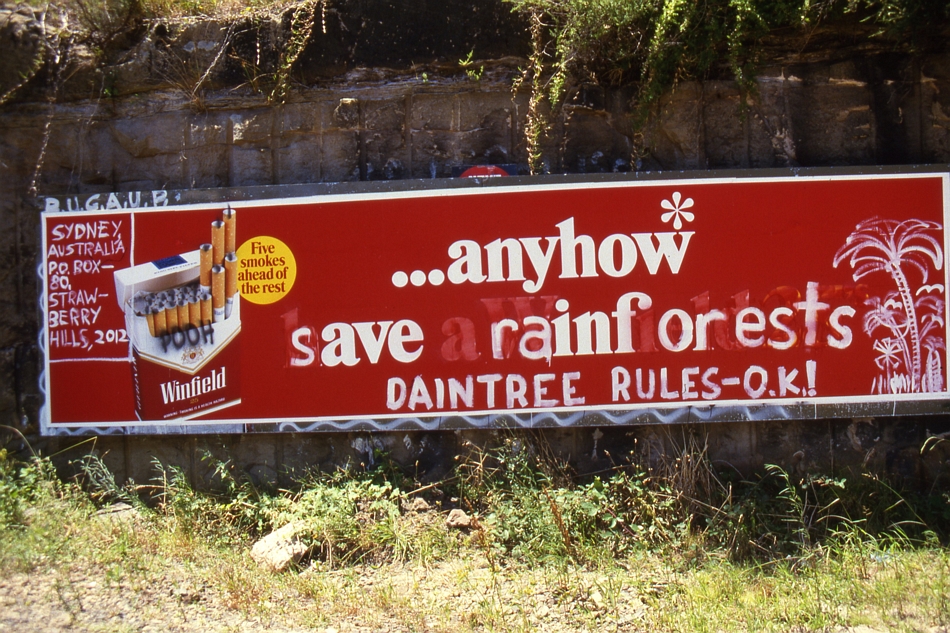 B.U.G.A.U.P.
SYDNEY,
AUSTRALIA
P.O. BOX-
80,
STRAW-
BERRY
HILLS, 2012
Five
smokes
ahead of
the rest
POOH
Winfield
...anyhow
save rainforests
DAINTREE RULES-O.K!